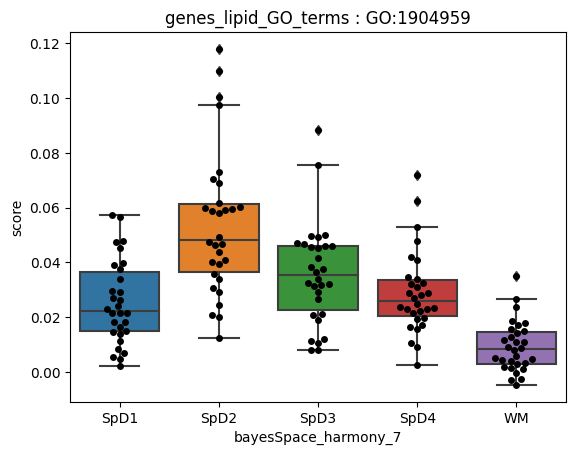 genes_lipid_GO_terms : GO:1904959
score
0.12
0.10
0.08
0.06
0.04
0.02
0.00
SpD1 SpD2 SpD3 SpD4 WM
bayesSpace_harmony_7